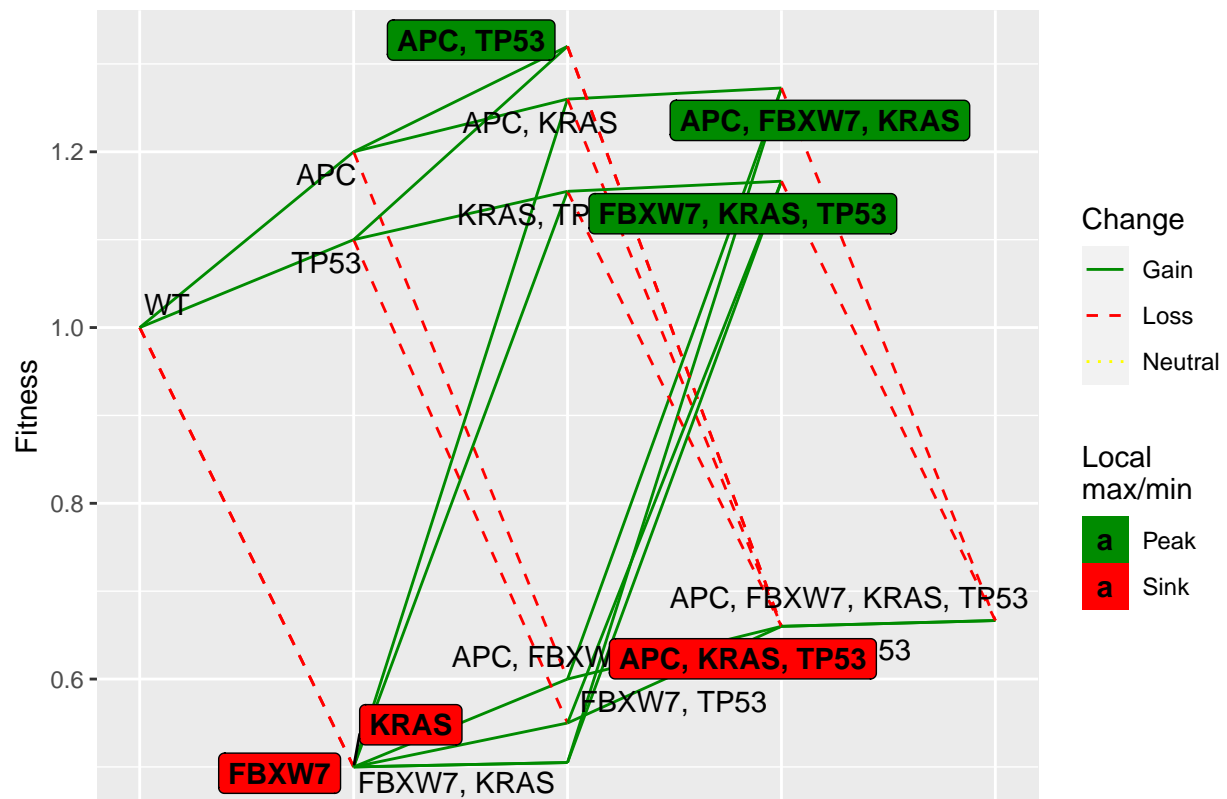 APC, TP53
APC, KRAS
APC, FBXW7, KRAS
1.2
APC
KRAS, TP
FBXW7, KRAS, TP53
TP53
WT
1.0
Fitness
0.8
APC, FBXW7, KRAS, TP53
APC, FBXW
APC, KRAS, TP53
53
0.6
FBXW7, TP53
KRAS
FBXW7
FBXW7, KRAS
Change
Gain
Loss
Neutral
Local
max/min
a Peak
a Sink